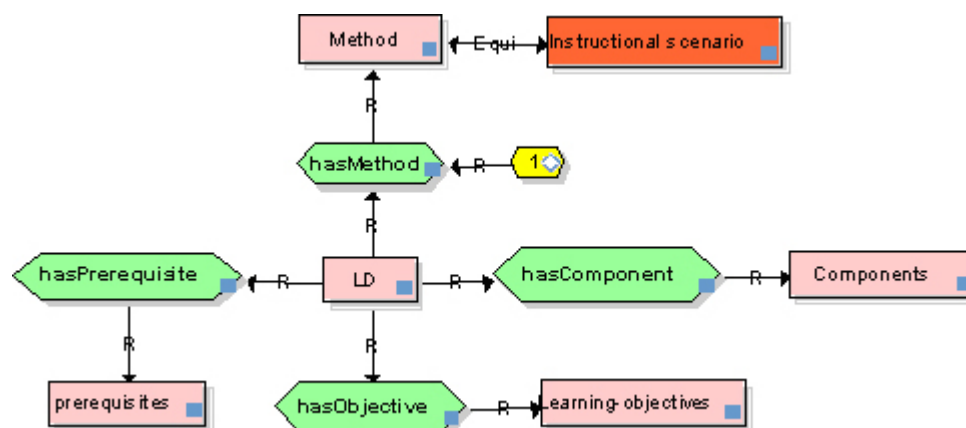 Method
Equi
Instructional scenario
R
hasMethod
R
1
R
hasPrerequisite
R
LD
R
hasComponent
R
Components
R
R
prerequisites
hasObjective
R
Learning-objectives